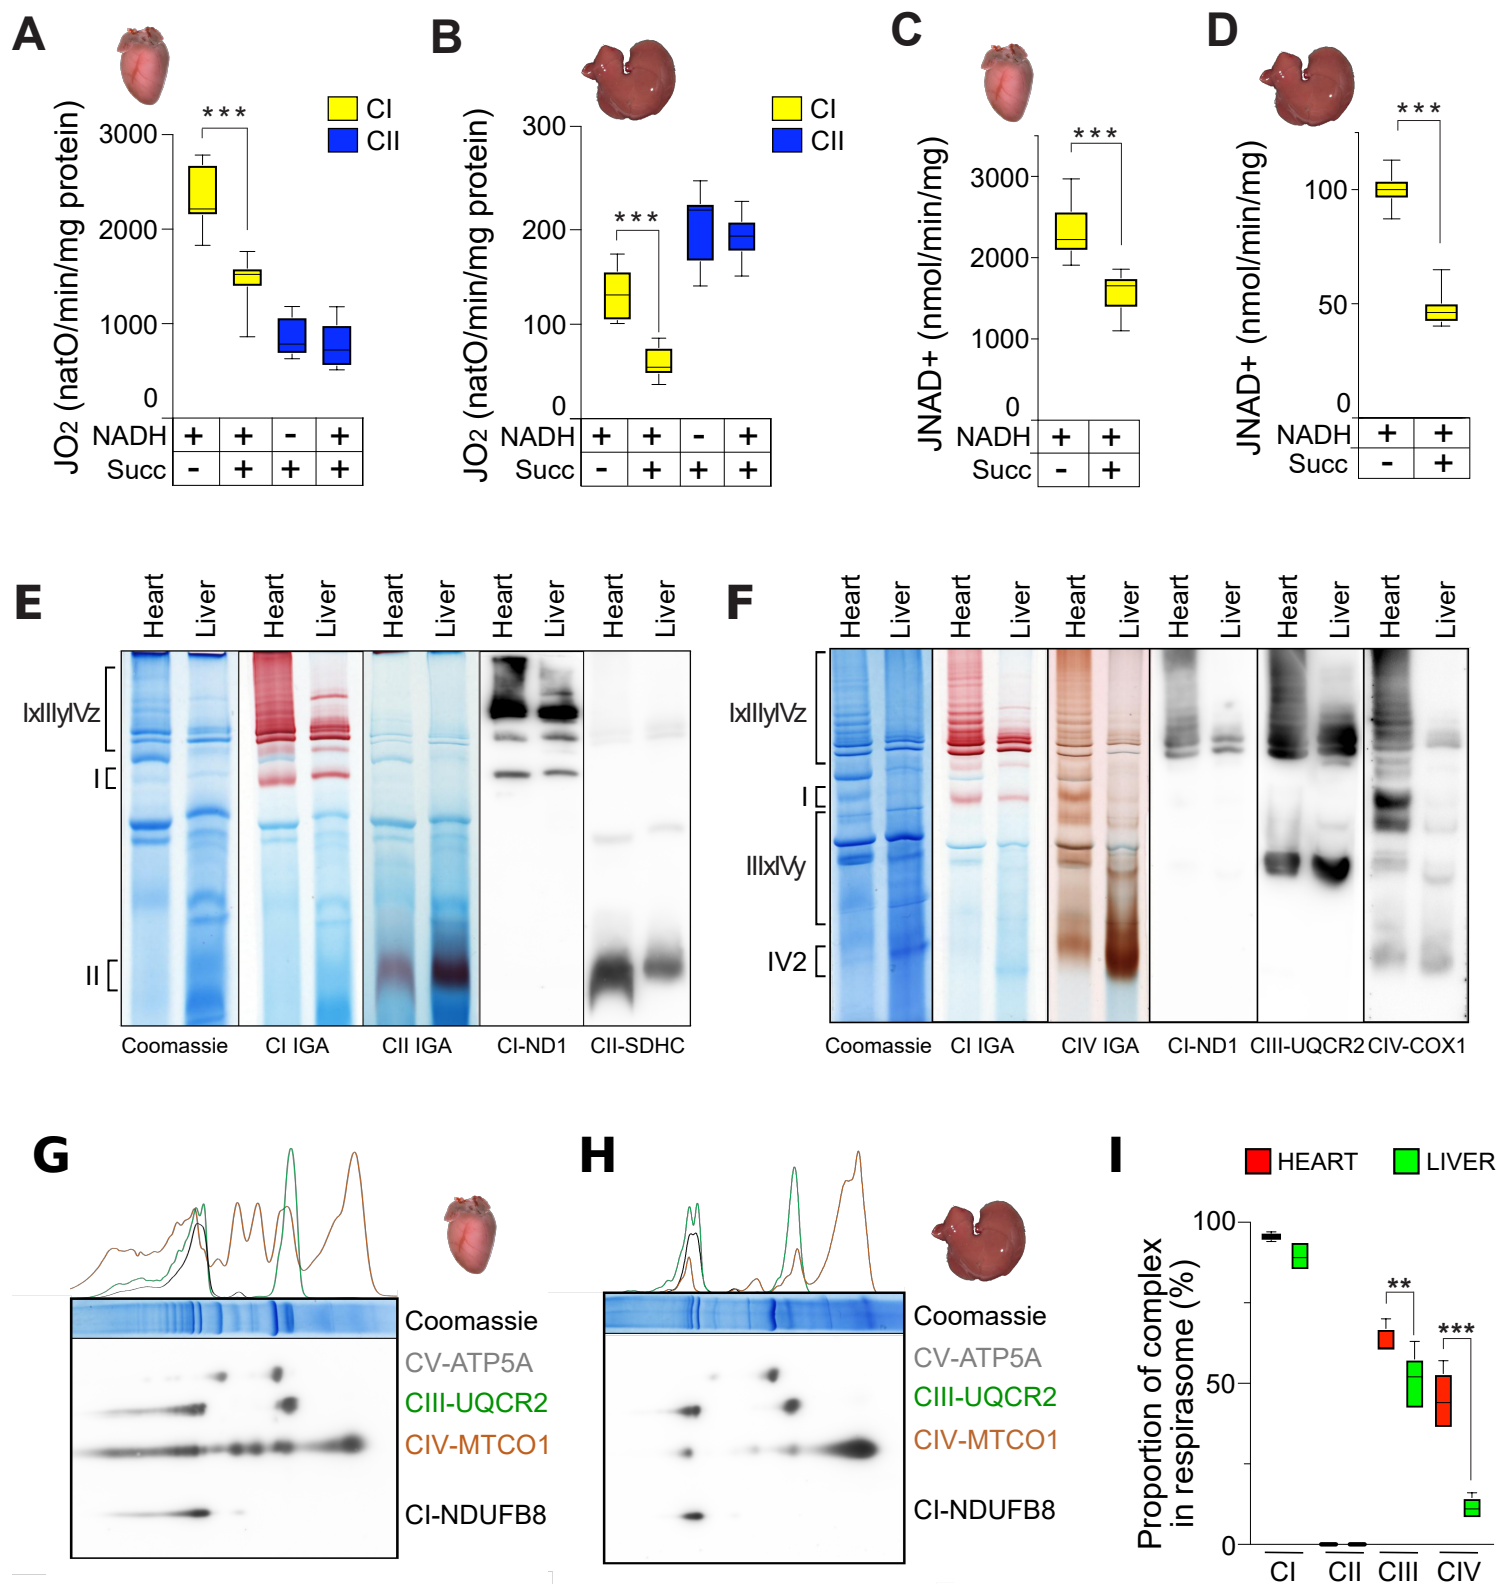 A
B
C
D
***
CI
CII
3000
2000
1000
0
JO2 (natO/min/mg protein)
NADH + + - +
Succ - + + +
***
CI
CII
300
200
100
0
JO2 (natO/min/mg protein)
NADH + + - +
Succ - + + +
***
3000
2000
1000
0
JNAD+ (nmol/min/mg)
NADH + +
Succ - +
***
100
50
0
JNAD+ (nmol/min/mg)
NADH + +
Succ - +
E
Heart Liver Heart Liver Heart Liver Heart Liver Heart Liver
IxIIIyIVz
I
II
Coomassie CI IGA CII IGA CI-ND1 CII-SDHC
F
Heart Liver Heart Liver Heart Liver Heart Liver Heart Liver Heart Liver
IxIIIyIVz
I
IIIxIVy
IV2
Coomassie CI IGA CIV IGA CI-ND1 CIII-UQCR2 CIV-COX1
G
Coomassie
CV-ATP5A
CIII-UQCR2
CIV-MTCO1
CI-NDUFB8
H
Coomassie
CV-ATP5A
CIII-UQCR2
CIV-MTCO1
CI-NDUFB8
I
HEART LIVER
Proportion of complex
in respirasome (%)
100
50
0
**
***
CI CII CIII CIV